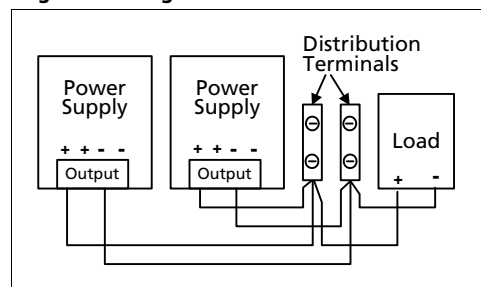 Distribution
Terminals
Power
Supply
+ + - -
Output
Power
Supply
+ + - -
Output
Load
+ -